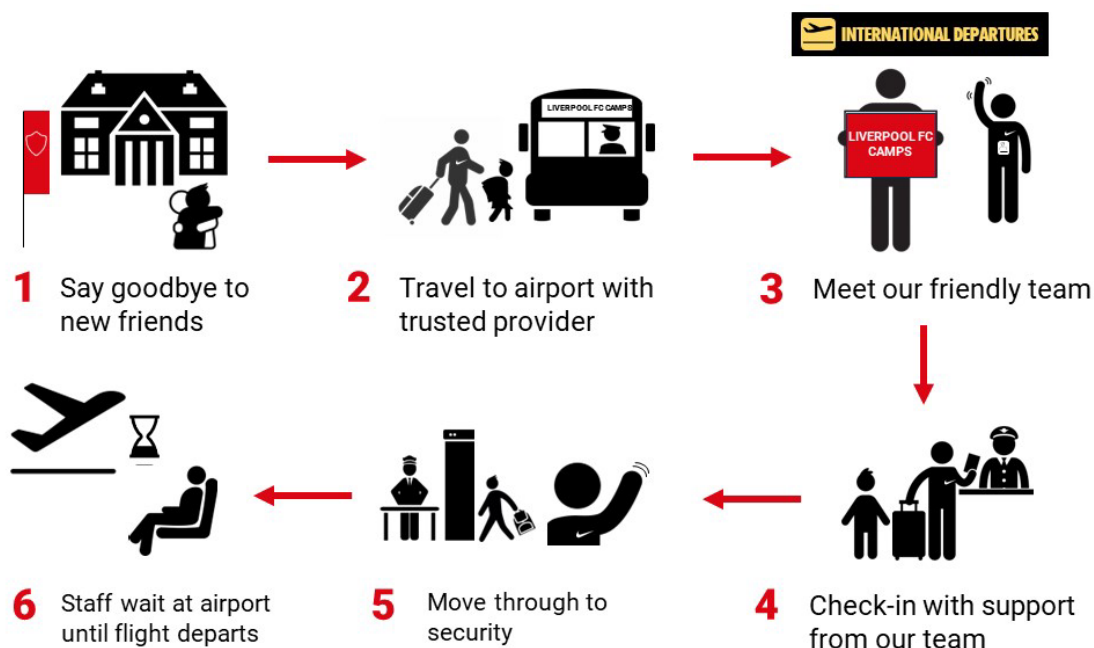 INTERNATIONAL DEPARTURES
LIVERPOOL FC CAMPS
LIVERPOOL FC
CAMPS
1 Say goodbye to
new friends
2 Travel to airport with
trusted provider
3 Meet our friendly team
4 Check-in with support
from our team
5 Move through to
security
6 Staff wait at airport
until flight departs